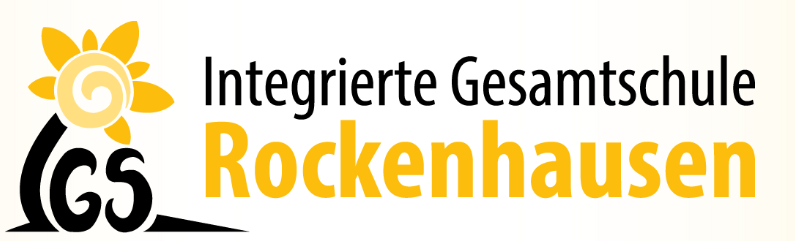 IGS
Integrierte Gesamtschule
Rockenhausen